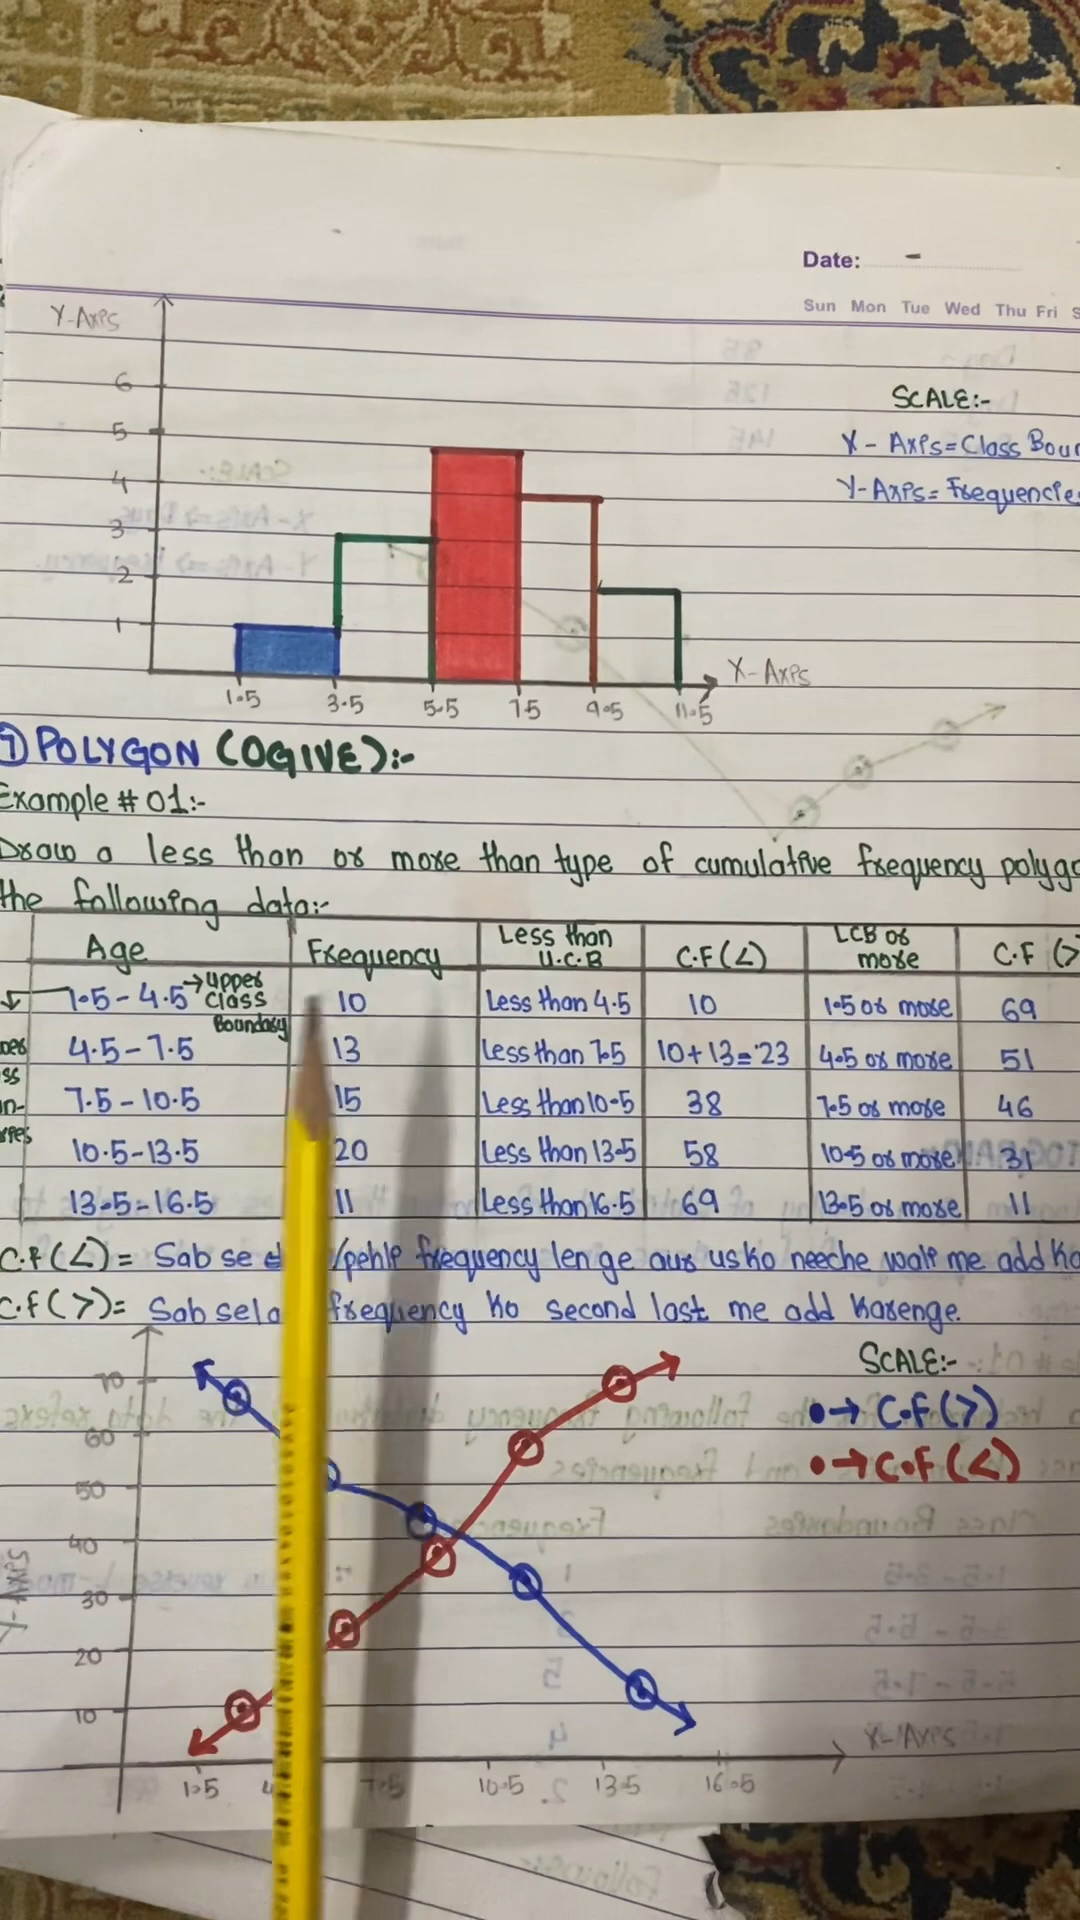 Date: -
Sun Mon Tue Wed Thu Fri S
Y-Axis
6
5
4
3
2
1
SCALE:-
X - Axis = Class Bour
Y-Axis = Frequencie
X-Axis
1.5 3.5 5.5 7.5 9.5 11.5
7) POLYGON (OGIVE):-
Example # 01:-
Draw a less than or more than type of cumulative frequency polygo
the following data:-
Age Frequency Less than U.C.B C.F(<) LCB or more C.F (>
1.5 - 4.5 → Upper Class Boundary 10 Less than 4.5 10 1.5 or more 69
4.5 - 7.5 13 Less than 7.5 10+13=23 4.5 or more 51
7.5 - 10.5 15 Less than 10.5 38 7.5 or more 46
10.5-13.5 20 Less than 13.5 58 10.5 or more 31
13.5-16.5 11 Less than 16.5 69 13.5 or more 11
C.F(<) = Sab se /pehli frequency len ge aur usko neeche wali me add ka
C.F(>)= Sab se la frequency ko second last me add karenge.
SCALE:-
•→ C.F(>)
•→ C.F(<)
70
60
50
40
30
20
10
Y-Axis
X-Axis
1.5 4 7.5 10.5 13.5 16.5